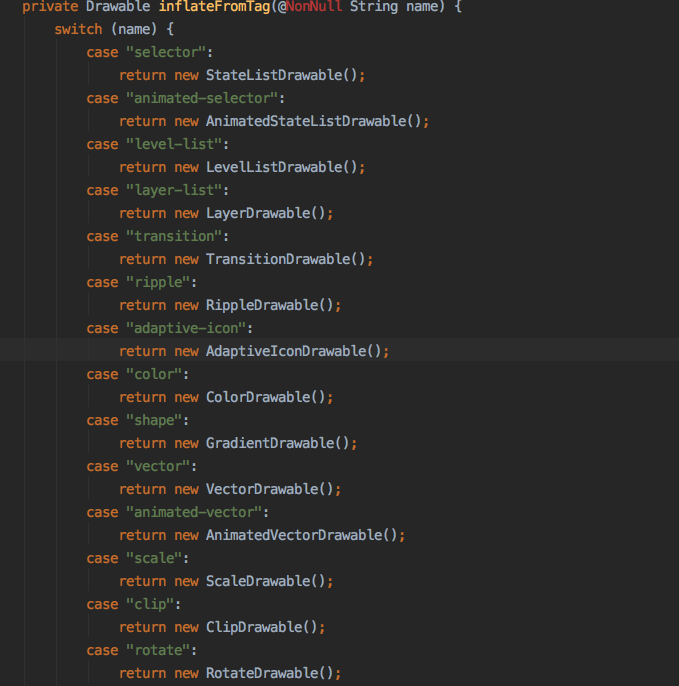 private Drawable inflateFromTag(@NonNull String name) {
switch (name) {
case "selector":
return new StateListDrawable();
case "animated-selector":
return new AnimatedStateListDrawable();
case "level-list":
return new LevelListDrawable();
case "layer-list":
return new LayerDrawable();
case "transition":
return new TransitionDrawable();
case "ripple":
return new RippleDrawable();
case "adaptive-icon":
return new AdaptiveIconDrawable();
case "color":
return new ColorDrawable();
case "shape":
return new GradientDrawable();
case "vector":
return new VectorDrawable();
case "animated-vector":
return new AnimatedVectorDrawable();
case "scale":
return new ScaleDrawable();
case "clip":
return new ClipDrawable();
case "rotate":
return new RotateDrawable();